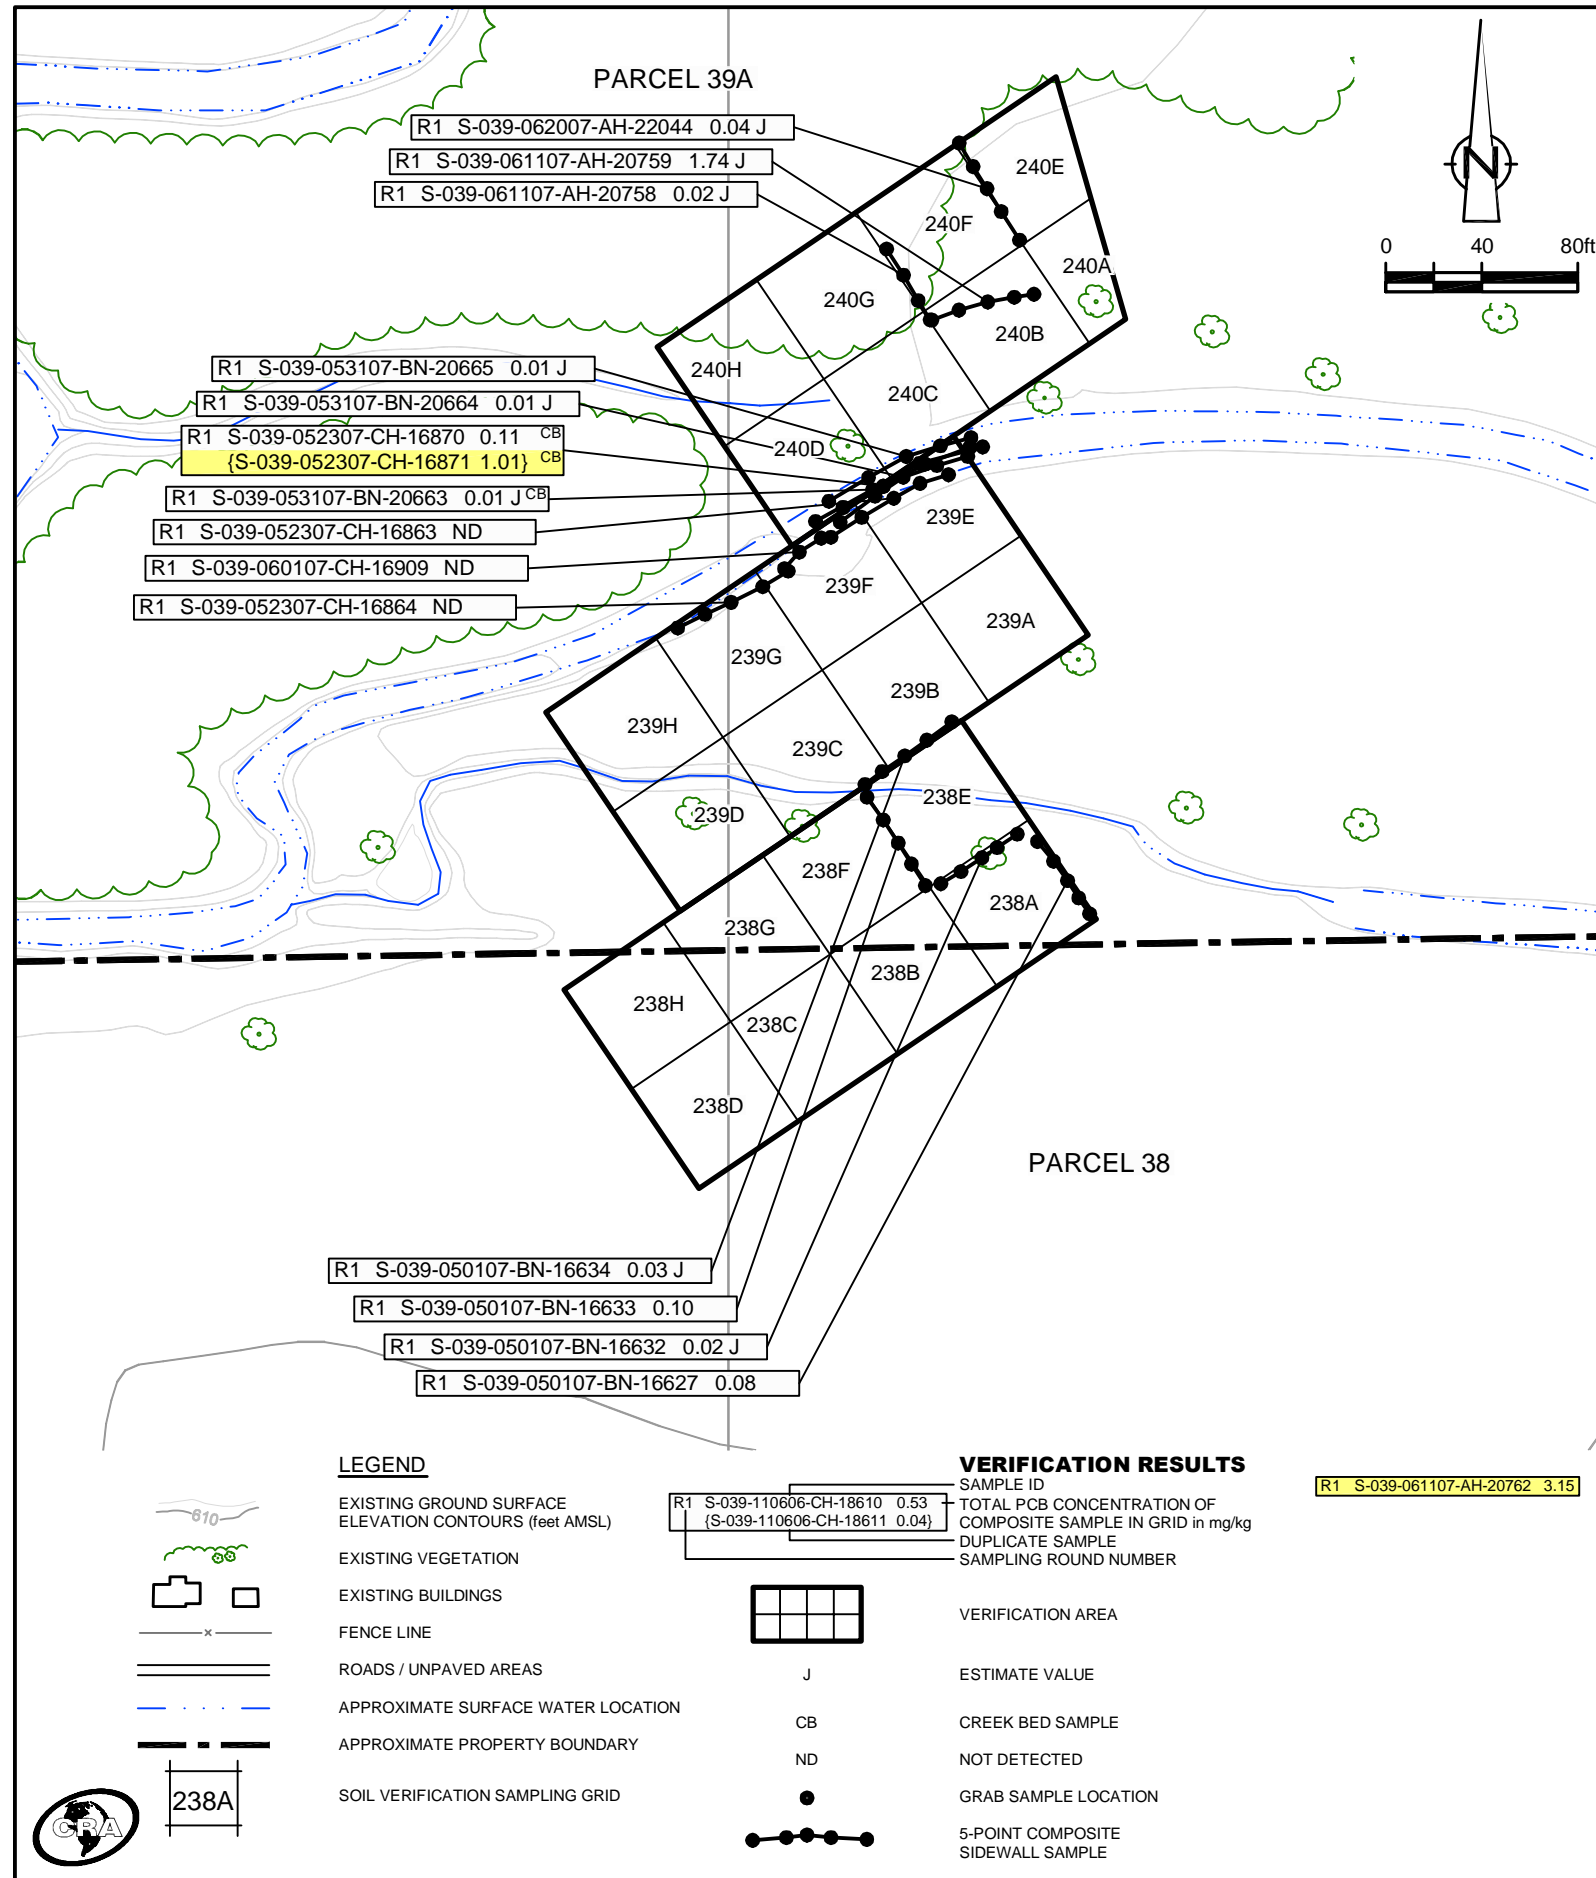 PARCEL 39A
R1 S-039-062007-AH-22044 0.04 J
R1 S-039-061107-AH-20759 1.74 J
R1 S-039-061107-AH-20758 0.02 J
240E
240F
240A
240G
240B
240H
240C
240D
N
0 40 80ft
R1 S-039-053107-BN-20665 0.01 J
R1 S-039-053107-BN-20664 0.01 J
R1 S-039-052307-CH-16870 0.11 CB
{S-039-052307-CH-16871 1.01} CB
R1 S-039-053107-BN-20663 0.01 J CB
R1 S-039-052307-CH-16863 ND
R1 S-039-060107-CH-16909 ND
R1 S-039-052307-CH-16864 ND
239E
239F
239A
239G
239B
239H
239C
239D
238E
238F
238A
238G
238B
238H
238C
238D
PARCEL 38
R1 S-039-050107-BN-16634 0.03 J
R1 S-039-050107-BN-16633 0.10
R1 S-039-050107-BN-16632 0.02 J
R1 S-039-050107-BN-16627 0.08
LEGEND
610
EXISTING GROUND SURFACE
ELEVATION CONTOURS (feet AMSL)
EXISTING VEGETATION
EXISTING BUILDINGS
x
FENCE LINE
ROADS / UNPAVED AREAS
APPROXIMATE SURFACE WATER LOCATION
APPROXIMATE PROPERTY BOUNDARY
238A
SOIL VERIFICATION SAMPLING GRID
CRA
VERIFICATION RESULTS
R1 S-039-110606-CH-18610 0.53
{S-039-110606-CH-18611 0.04}
SAMPLE ID
TOTAL PCB CONCENTRATION OF
COMPOSITE SAMPLE IN GRID in mg/kg
DUPLICATE SAMPLE
SAMPLING ROUND NUMBER
R1 S-039-061107-AH-20762 3.15
VERIFICATION AREA
J
ESTIMATE VALUE
CB
CREEK BED SAMPLE
ND
NOT DETECTED
GRAB SAMPLE LOCATION
5-POINT COMPOSITE
SIDEWALL SAMPLE